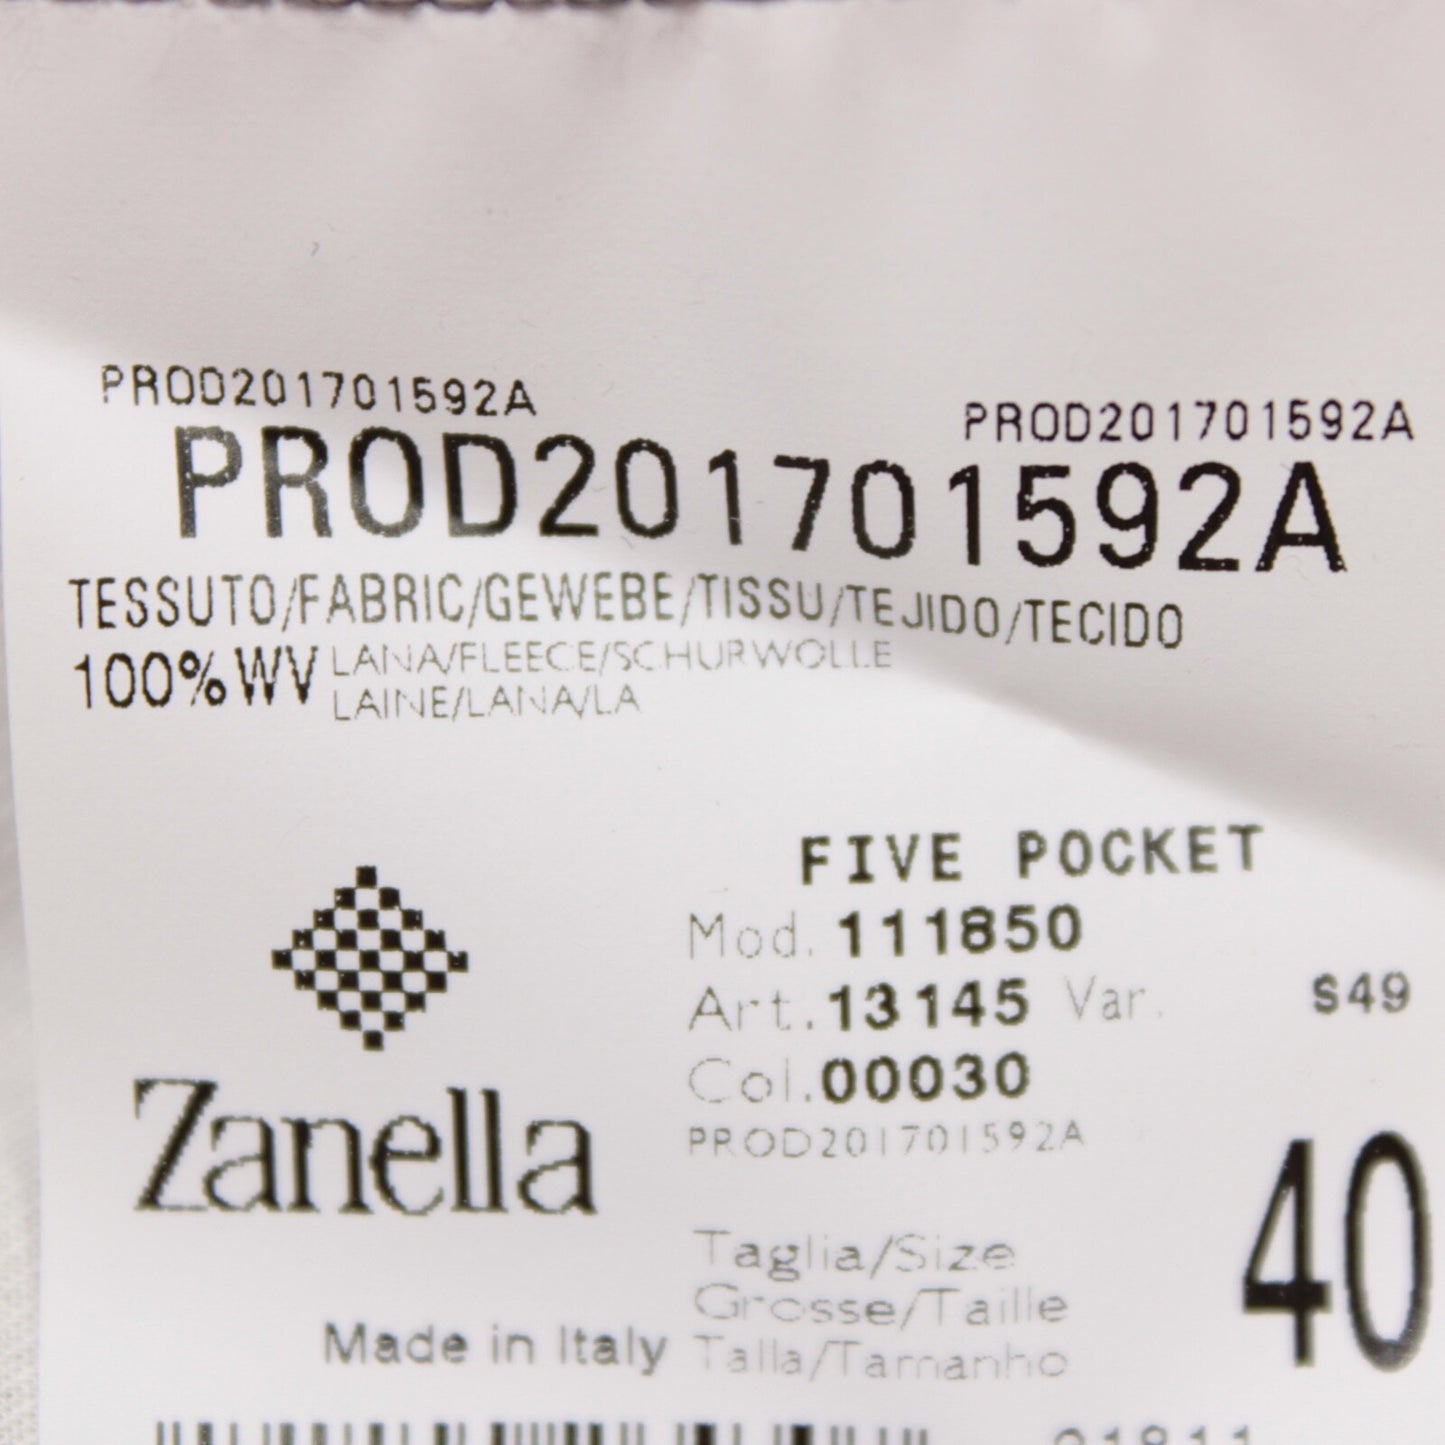 PROD201701592A
PROD201701592A
PROD201701592A
TESSUTO/FABRIC/GEWEBE/TISSU/TEJIDO/TECIDO
100%WV LANA/FLEECE/SCHURWOLLE
LAINE/LANA/LA
FIVE POCKET
Mod. 111850
Art. 13145 Var. S49
Col. 00030
PROD201701592A
Zanella
Taglia/Size
Grosse/Taille
Talla/Tamanho
40
Made in Italy